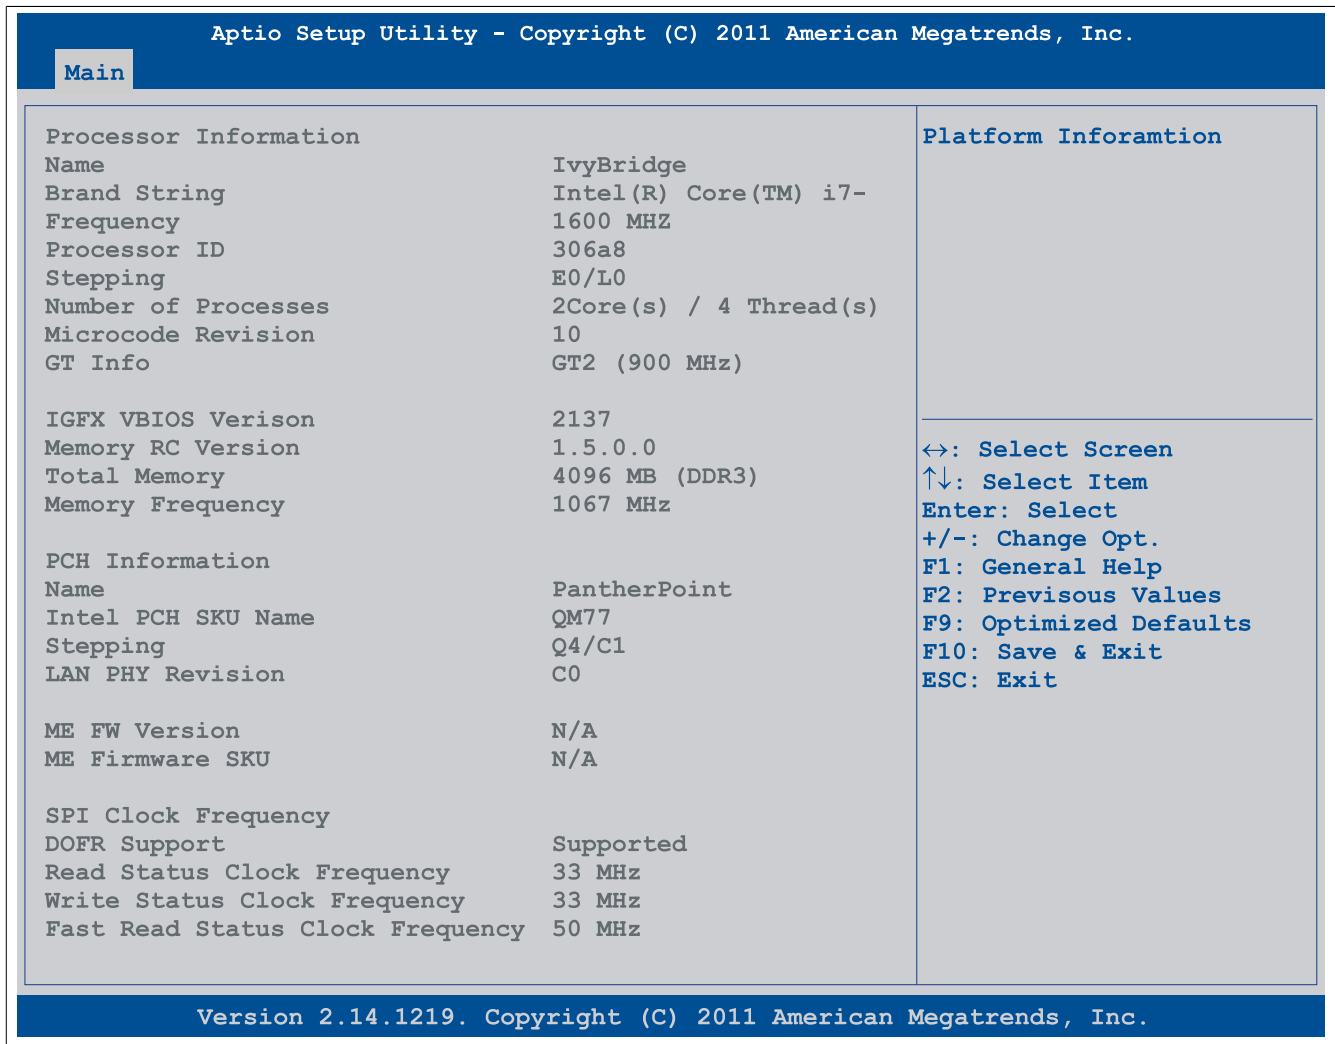 Aptio Setup Utility - Copyright (C) 2011 American Megatrends, Inc.
Main
Processor Information
Name IvyBridge
Brand String Intel(R) Core(TM) i7-
Frequency 1600 MHZ
Processor ID 306a8
Stepping E0/L0
Number of Processes 2Core(s) / 4 Thread(s)
Microcode Revision 10
GT Info GT2 (900 MHz)
IGFX VBIOS Verison 2137
Memory RC Version 1.5.0.0
Total Memory 4096 MB (DDR3)
Memory Frequency 1067 MHz
PCH Information
Name PantherPoint
Intel PCH SKU Name QM77
Stepping Q4/C1
LAN PHY Revision C0
ME FW Version N/A
ME Firmware SKU N/A
SPI Clock Frequency
DOFR Support Supported
Read Status Clock Frequency 33 MHz
Write Status Clock Frequency 33 MHz
Fast Read Status Clock Frequency 50 MHz
Platform Inforamtion
↔: Select Screen
↑↓: Select Item
Enter: Select
+/-: Change Opt.
F1: General Help
F2: Previsous Values
F9: Optimized Defaults
F10: Save & Exit
ESC: Exit
Version 2.14.1219. Copyright (C) 2011 American Megatrends, Inc.